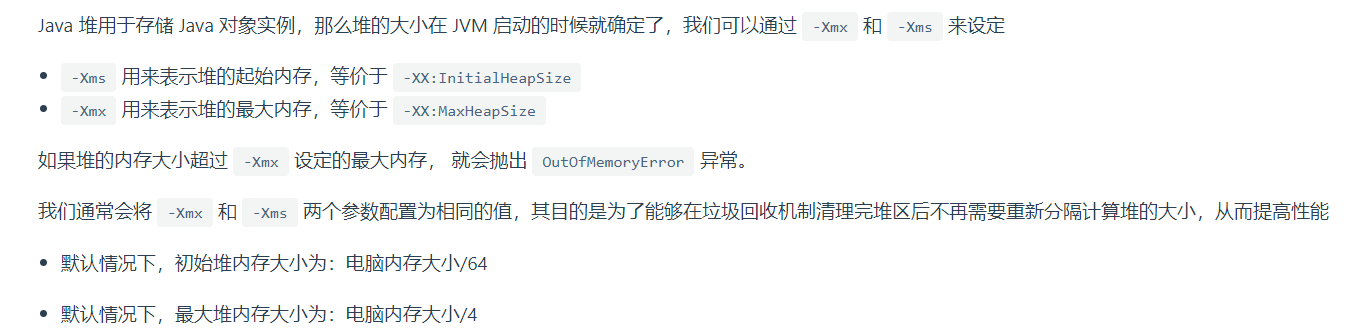 Java 堆用于存储 Java 对象实例，那么堆的大小在 JVM 启动的时候就确定了，我们可以通过 -Xmx 和 -Xms 来设定
• -Xms 用来表示堆的起始内存，等价于 -XX:InitialHeapSize
• -Xmx 用来表示堆的最大内存，等价于 -XX:MaxHeapSize
如果堆的内存大小超过 -Xmx 设定的最大内存， 就会抛出 OutOfMemoryError 异常。
我们通常会将 -Xmx 和 -Xms 两个参数配置为相同的值，其目的是为了能够在垃圾回收机制清理完堆区后不再需要重新分隔计算堆的大小，从而提高性能
• 默认情况下，初始堆内存大小为：电脑内存大小/64
• 默认情况下，最大堆内存大小为：电脑内存大小/4